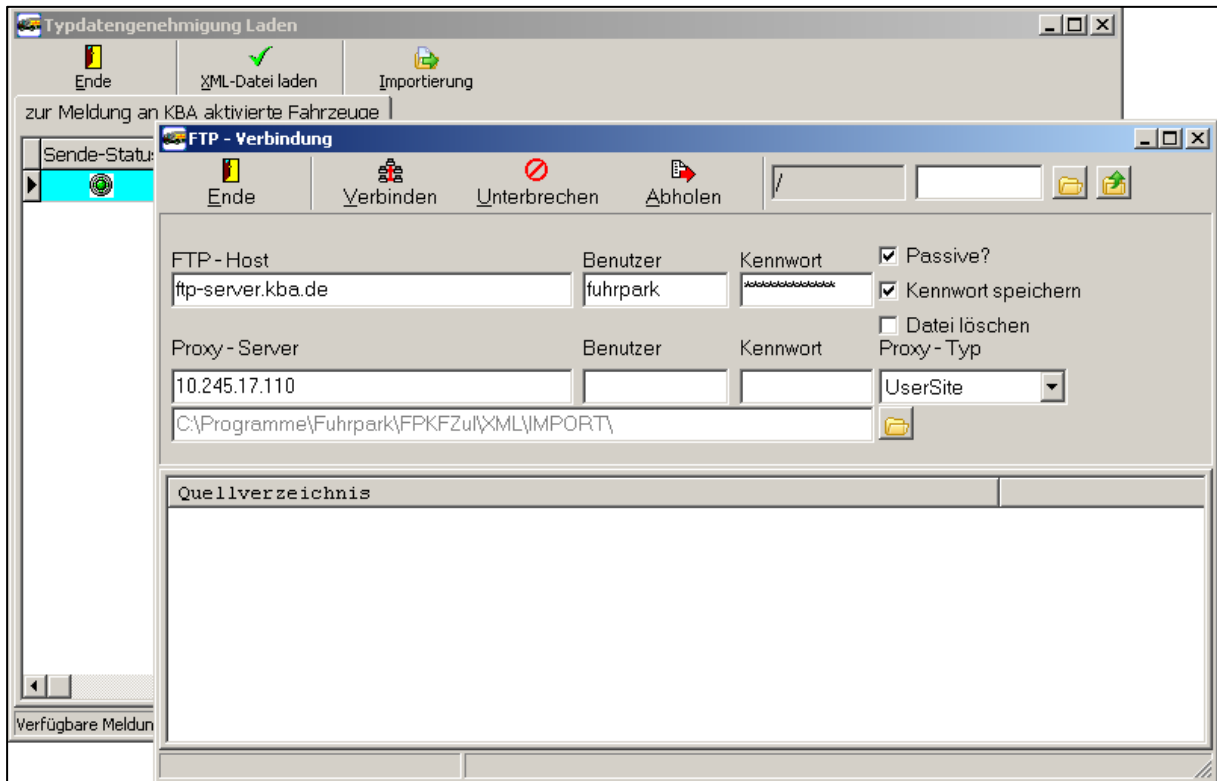 Typdatengenehmigung Laden
Ende XML-Datei laden Importierung
zur Meldung an KBA aktivierte Fahrzeuge
Sende-Status
FTP - Verbindung
Ende Verbinden Unterbrechen Abholen /
FTP - Host Benutzer Kennwort Passive?
ftp-server.kba.de fuhrpark ************** Kennwort speichern
Datei löschen
Proxy - Server Benutzer Kennwort Proxy - Typ
10.245.17.110 UserSite
C:\Programme\Fuhrpark\FPKFZul\XML\IMPORT\
Quellverzeichnis
Verfügbare Meldun